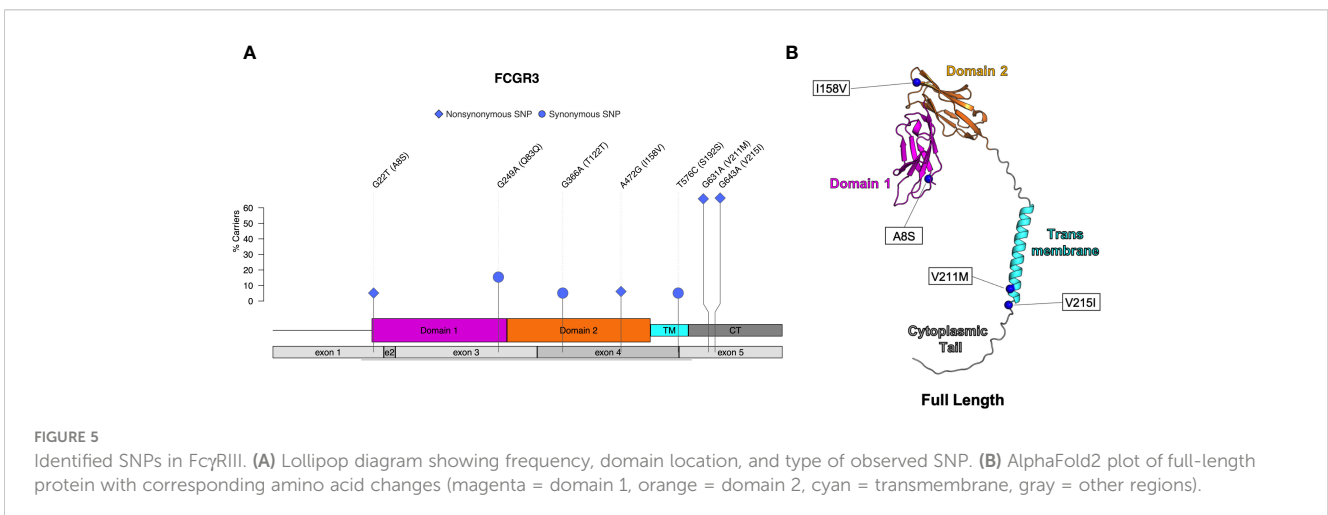 A
FCGR3
Nonsynonymous SNP Synonymous SNP
G22T (A8S)
G249A (Q83Q)
G366A (T122T)
A472G (I158V)
T576C (S192S)
G631A (V211M)
G643A (V215I)
% Carriers
60
50
40
30
20
10
0
Domain 1 Domain 2 TM CT
exon 1 e2 exon 3 exon 4 exon 5
B
Domain 2
I158V
Domain 1
A8S
Trans
membrane
V211M
V215I
Cytoplasmic
Tail
Full Length
FIGURE 5
Identified SNPs in FcγRIII. (A) Lollipop diagram showing frequency, domain location, and type of observed SNP. (B) AlphaFold2 plot of full-length
protein with corresponding amino acid changes (magenta = domain 1, orange = domain 2, cyan = transmembrane, gray = other regions).